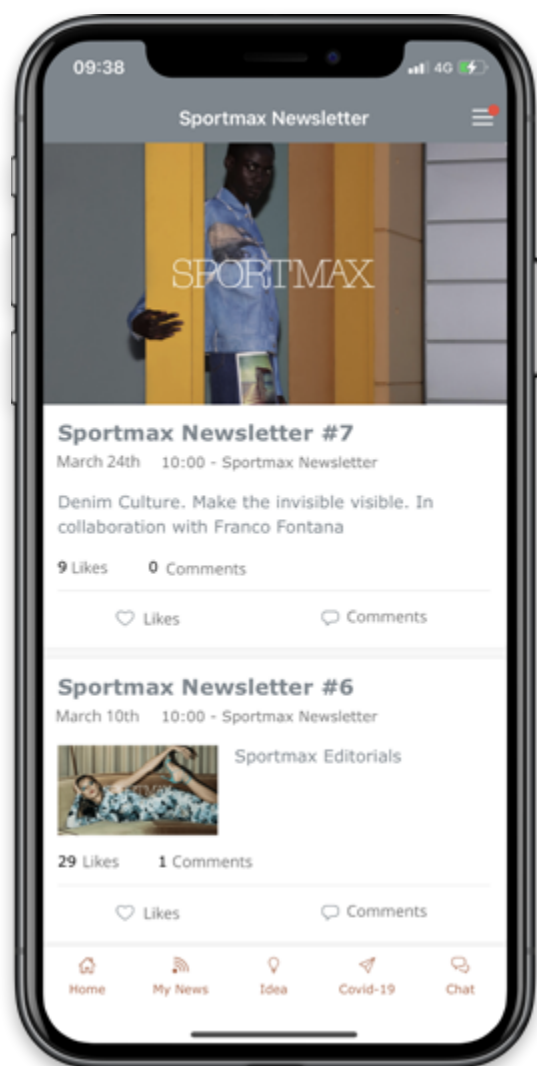 09:38
4G
Sportmax Newsletter
SPORTMAX
Sportmax Newsletter #7
March 24th 10:00 - Sportmax Newsletter
Denim Culture. Make the invisible visible. In
collaboration with Franco Fontana
9 Likes 0 Comments
Likes Comments
Sportmax Newsletter #6
March 10th 10:00 - Sportmax Newsletter
SPORTMAX
Sportmax Editorials
29 Likes 1 Comments
Likes Comments
Home My News Idea Covid-19 Chat